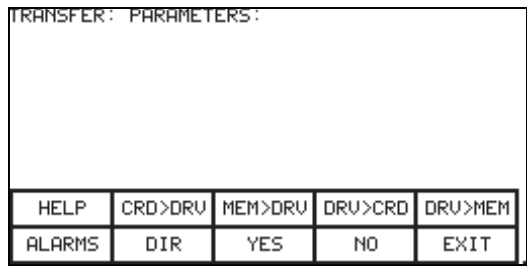 TRANSFER: PARAMETERS:
HELP CRD>DRV MEM>DRV DRV>CRD DRV>MEM
ALARMS DIR YES NO EXIT